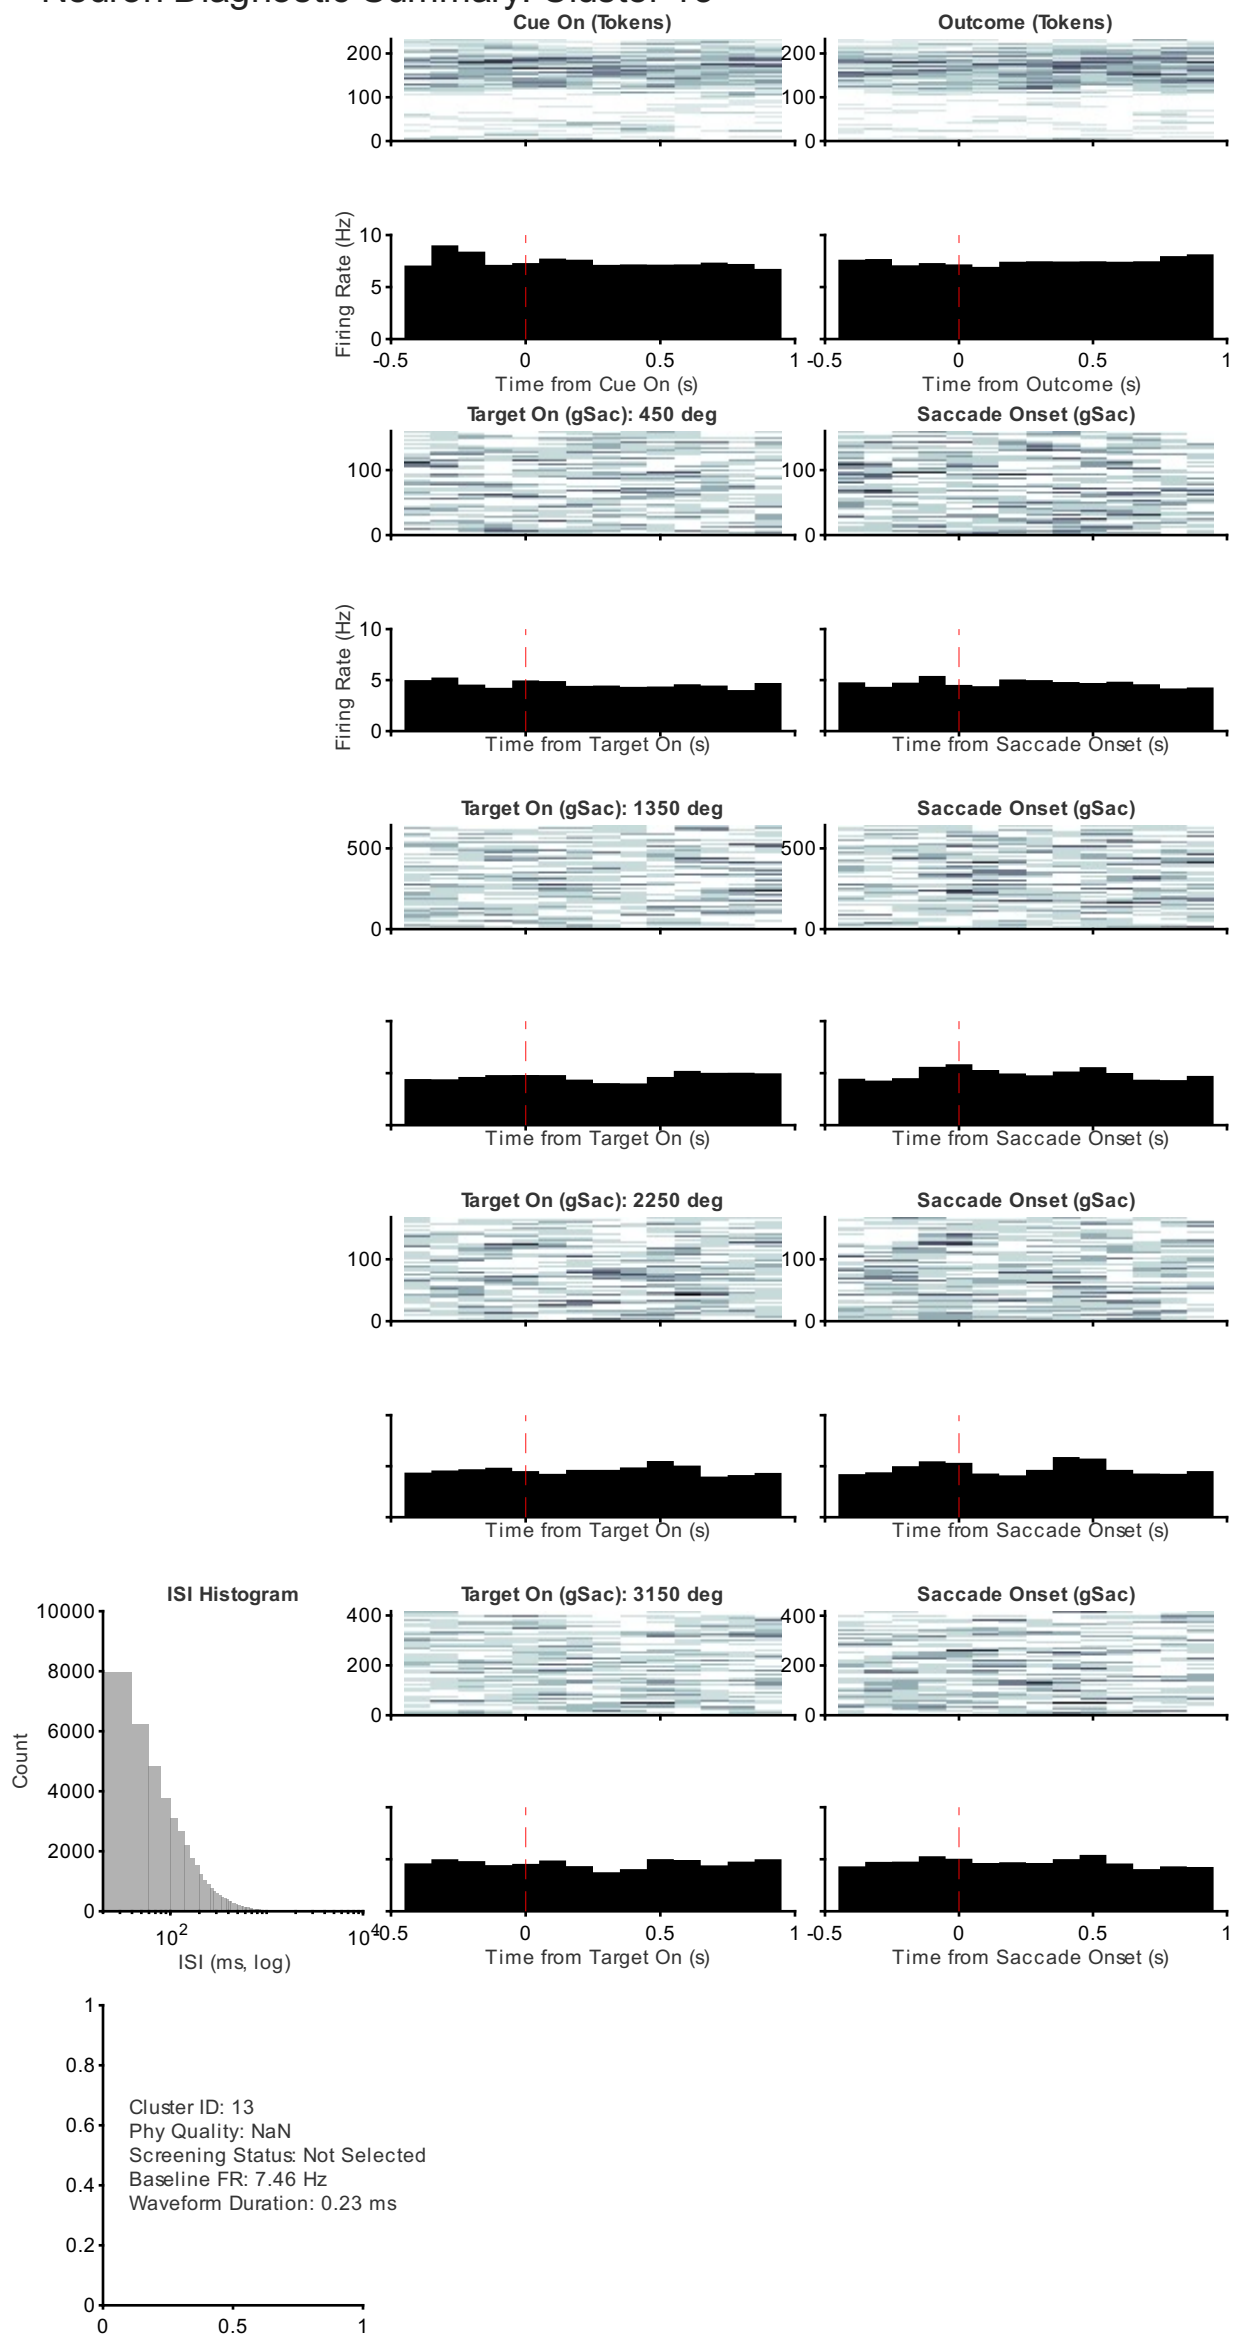 Cue On (Tokens)
Outcome (Tokens)
200
100
0
200
100
0
Firing Rate (Hz)
10
5
0
-0.5
0
0.5
1
Time from Cue On (s)
-0.5
0
0.5
1
Time from Outcome (s)
Target On (gSac): 450 deg
Saccade Onset (gSac)
100
0
100
0
Firing Rate (Hz)
10
5
0
Time from Target On (s)
Time from Saccade Onset (s)
Target On (gSac): 1350 deg
Saccade Onset (gSac)
500
0
500
0
Time from Target On (s)
Time from Saccade Onset (s)
Target On (gSac): 2250 deg
Saccade Onset (gSac)
100
0
100
0
Time from Target On (s)
Time from Saccade Onset (s)
ISI Histogram
Count
10000
8000
6000
4000
2000
0
10^2
10^4
ISI (ms, log)
Target On (gSac): 3150 deg
Saccade Onset (gSac)
400
200
0
400
200
0
0.5
0
0.5
1
Time from Target On (s)
-0.5
0
0.5
1
Time from Saccade Onset (s)
1
0.8
0.6
0.4
0.2
0
Cluster ID: 13
Phy Quality: NaN
Screening Status: Not Selected
Baseline FR: 7.46 Hz
Waveform Duration: 0.23 ms
0
0.5
1